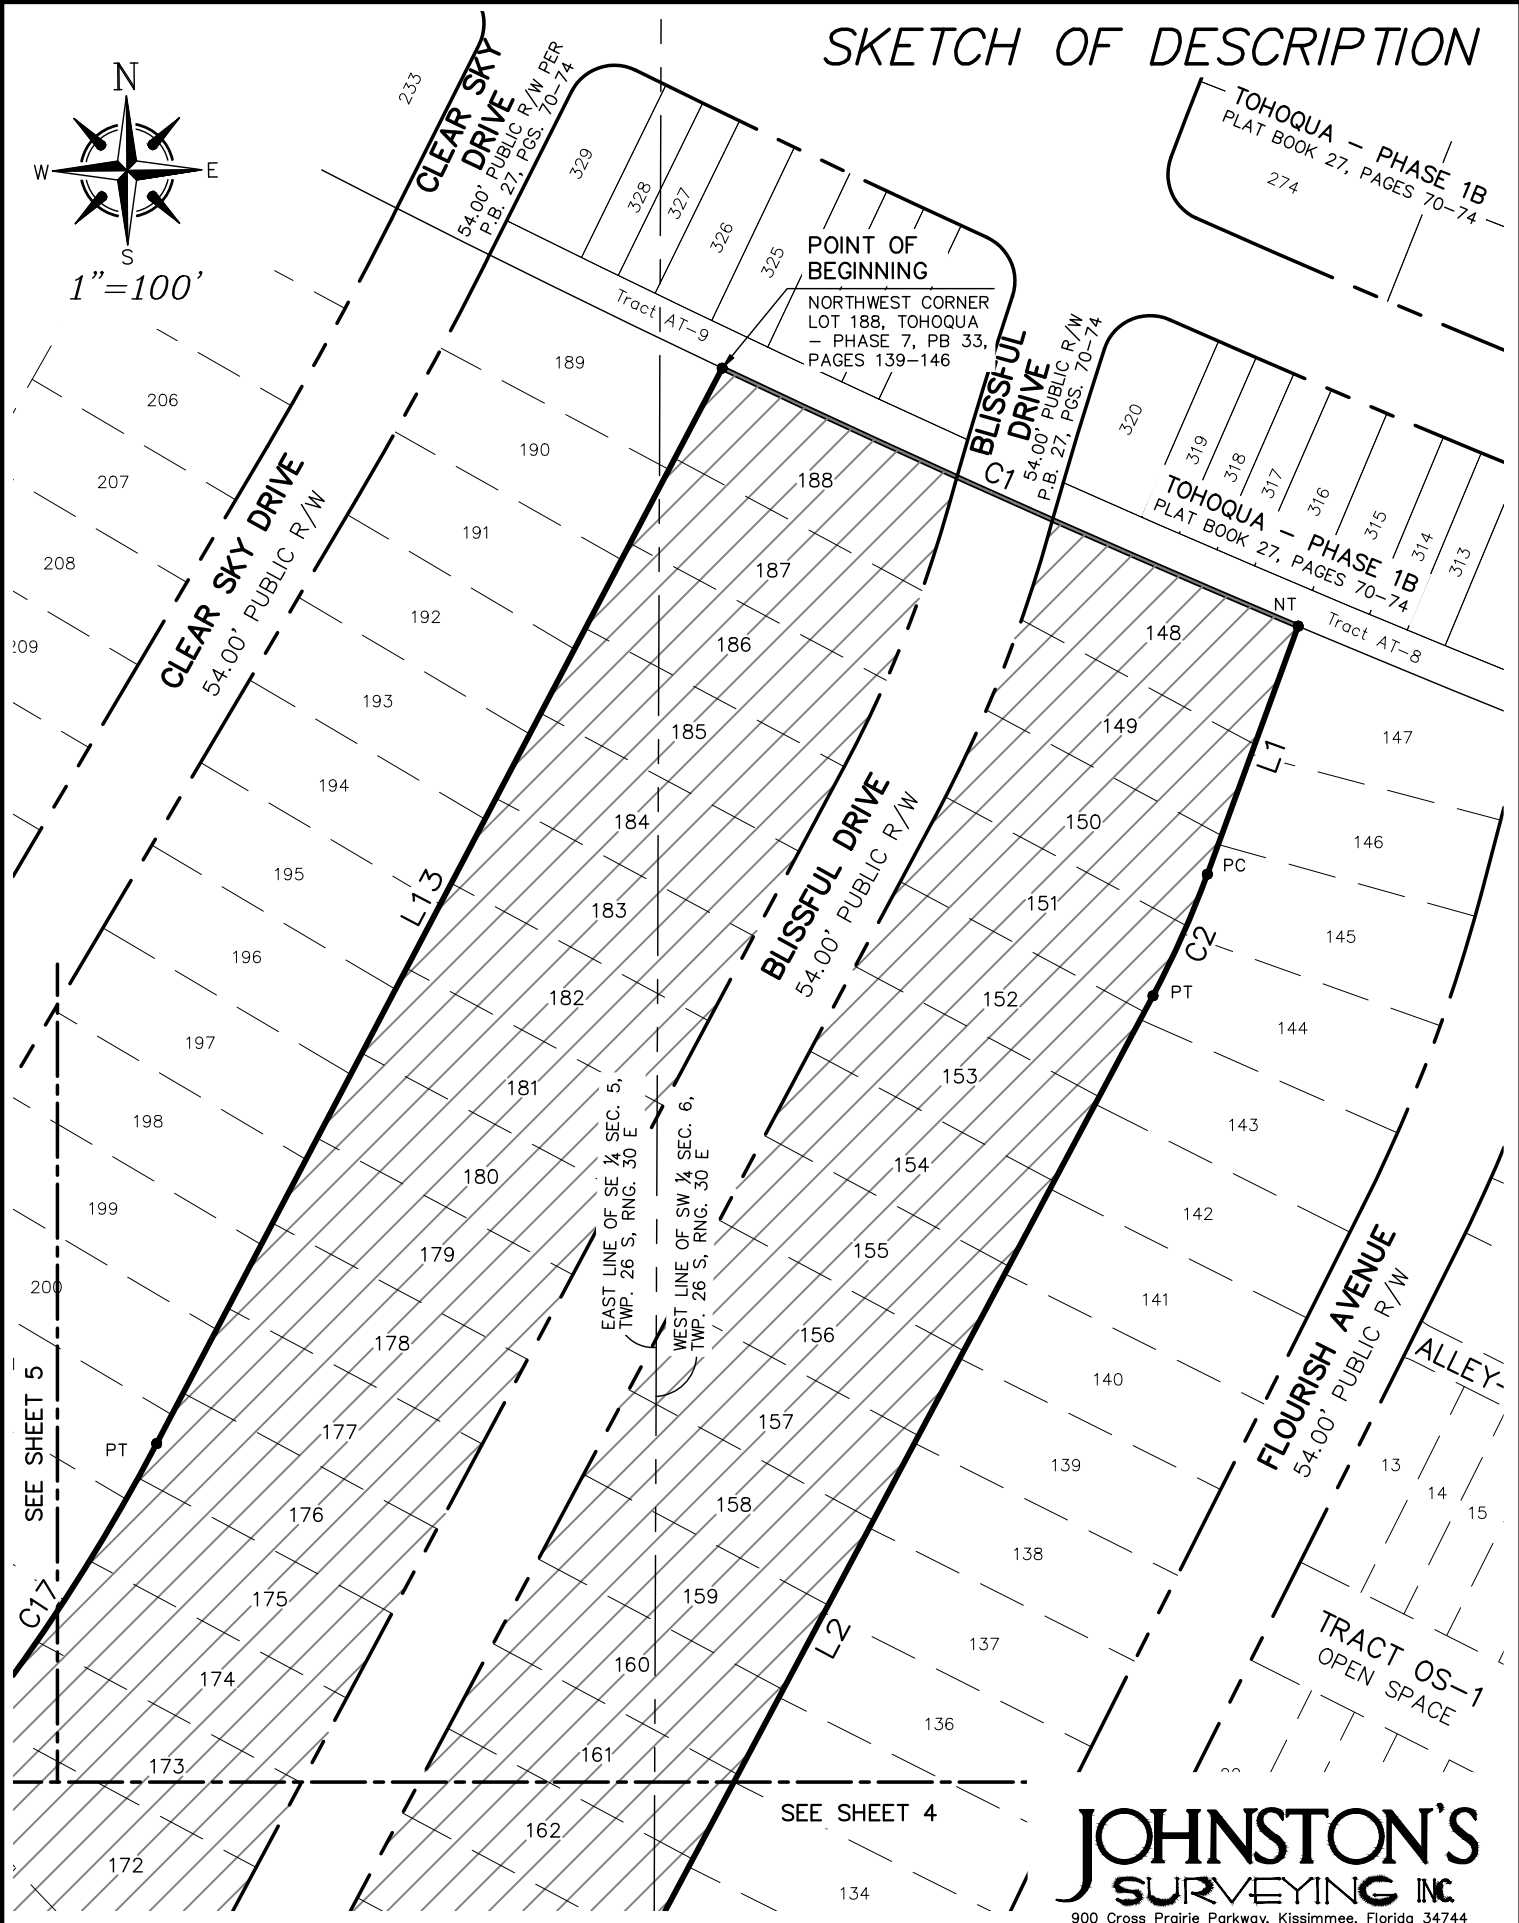 SKETCH OF DESCRIPTION
N
W
E
S
1"=100'
233
CLEAR SKY
DRIVE
54.00' PUBLIC R/W PER
P.B. 27, PGS. 70-74
329
328
327
326
325
TOHOQUA - PHASE 1B
PLAT BOOK 27, PAGES 70-74
274
POINT OF
BEGINNING
NORTHWEST CORNER
LOT 188, TOHOQUA
- PHASE 7, PB 33,
PAGES 139-146
Tract AT-9
BLISSFUL
DRIVE
54.00' PUBLIC R/W
P.B. 27, PGS. 70-74
C1
320
319
318
317
316
315
314
313
TOHOQUA - PHASE 1B
PLAT BOOK 27, PAGES 70-74
NT
Tract AT-8
189
190
191
192
193
194
195
196
197
198
199
200
206
207
208
209
CLEAR SKY DRIVE
54.00' PUBLIC R/W
188
187
186
185
184
183
182
181
180
179
178
177
176
175
174
173
172
L13
BLISSFUL DRIVE
54.00' PUBLIC R/W
148
149
150
151
152
153
154
155
156
157
158
159
160
161
162
L1
PC
C2
PT
L2
147
146
145
144
143
142
141
140
139
138
137
136
134
EAST LINE OF SE ¼ SEC. 5,
TWP. 26 S, RNG. 30 E
WEST LINE OF SW ¼ SEC. 6,
TWP. 26 S, RNG. 30 E
FLOURISH AVENUE
54.00' PUBLIC R/W
ALLEY-
13
14
15
TRACT OS-1
OPEN SPACE
SEE SHEET 5
PT
C17
SEE SHEET 4
JOHNSTON'S
SURVEYING INC.
900 Cross Prairie Parkway, Kissimmee, Florida 34744